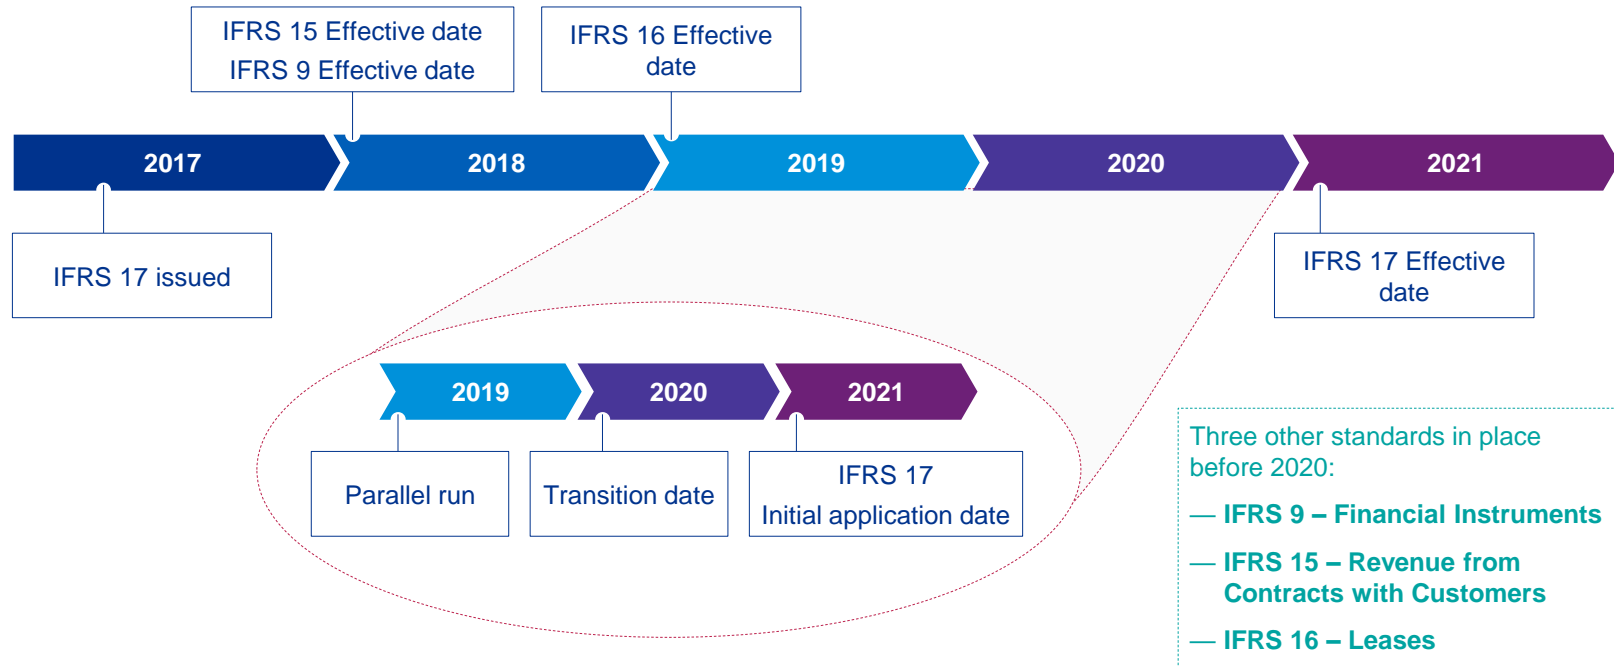 IFRS 15 Effective date
IFRS 9 Effective date
IFRS 16 Effective
date
2017
2018
2019
2020
2021
IFRS 17 issued
IFRS 17 Effective
date
2019
2020
2021
Parallel run
Transition date
IFRS 17
Initial application date
Three other standards in place
before 2020:
— IFRS 9 – Financial Instruments
— IFRS 15 – Revenue from
Contracts with Customers
— IFRS 16 – Leases